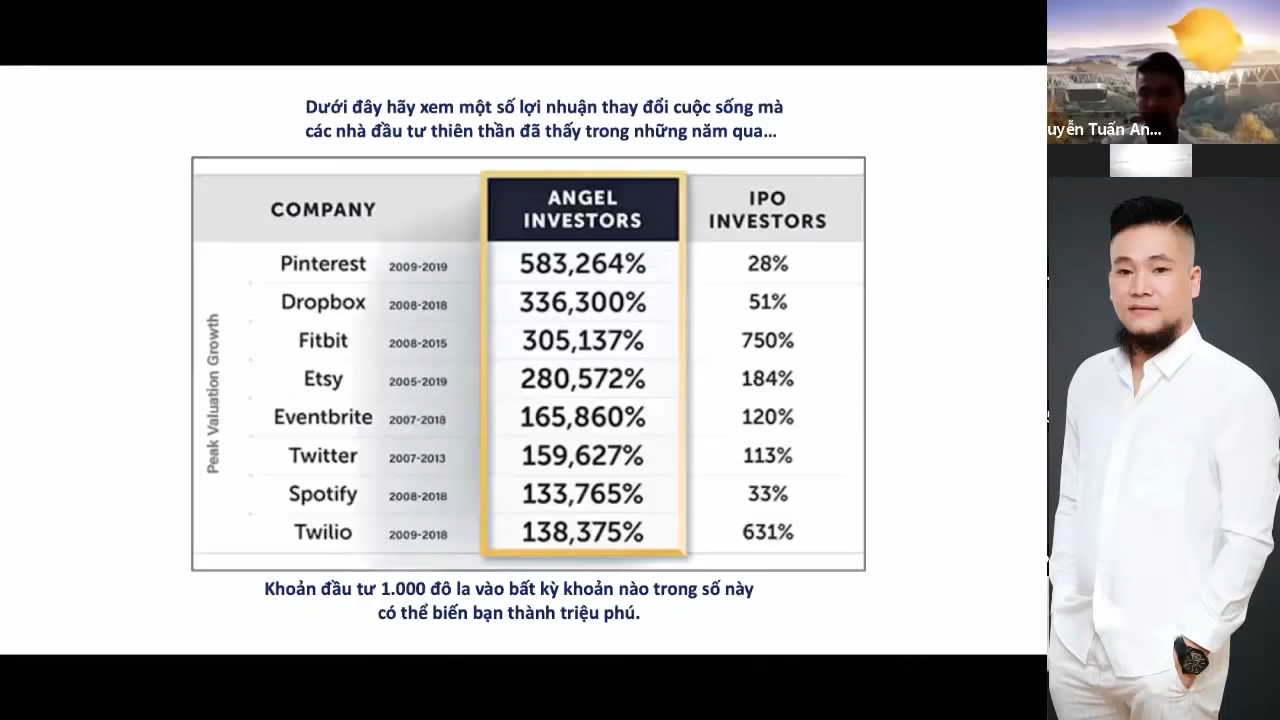 Dưới đây hãy xem một số lợi nhuận thay đổi cuộc sống mà
các nhà đầu tư thiên thần đã thấy trong những năm qua...
COMPANY
ANGEL
INVESTORS
IPO
INVESTORS
Peak Valuation Growth
Pinterest 2009-2019 583,264% 28%
Dropbox 2008-2018 336,300% 51%
Fitbit 2008-2015 305,137% 750%
Etsy 2005-2019 280,572% 184%
Eventbrite 2007-2018 165,860% 120%
Twitter 2007-2013 159,627% 113%
Spotify 2008-2018 133,765% 33%
Twilio 2009-2018 138,375% 631%
Khoản đầu tư 1.000 đô la vào bất kỳ khoản nào trong số này
có thể biến bạn thành triệu phú.
uyễn Tuấn An...